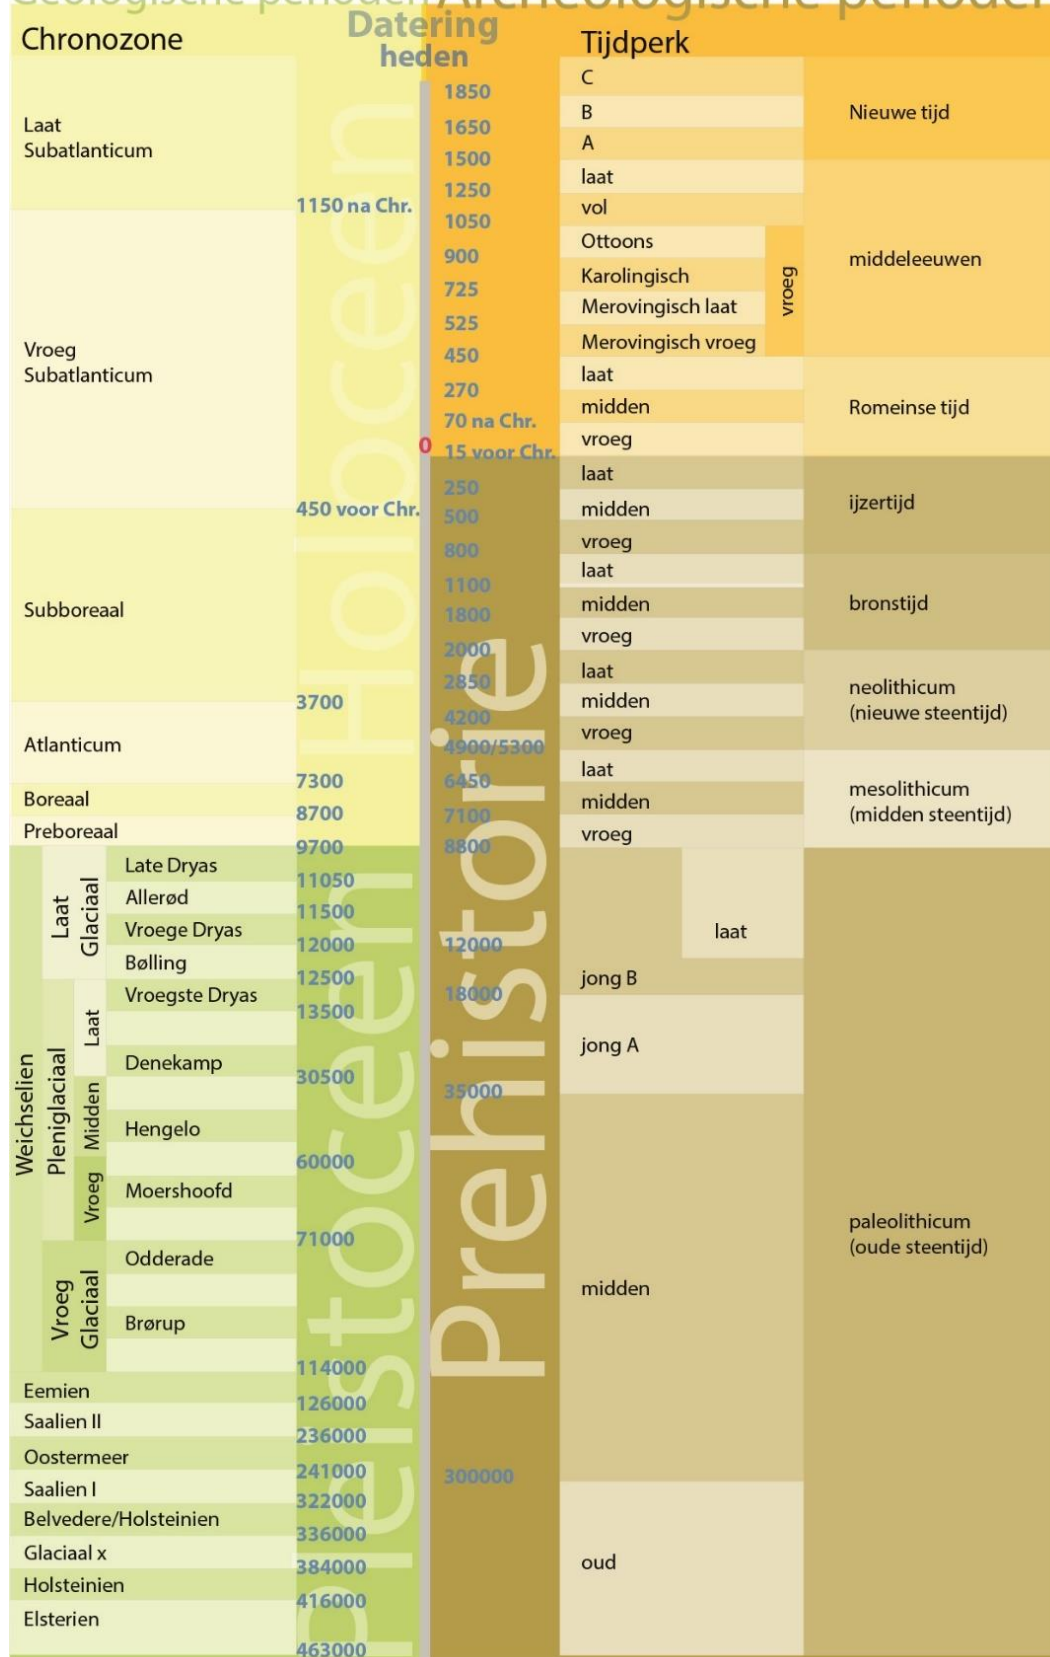 Geologische perioden
Archeologische perioden
Chronozone
Datering
heden
Tijdperk
Holoceen
Pleistoceen
Prehistorie
Laat
Subatlanticum
1150 na Chr.
Vroeg
Subatlanticum
450 voor Chr.
Subboreaal
3700
Atlanticum
7300
Boreaal
8700
Preboreaal
9700
Weichselien
Laat
Glaciaal
Late Dryas
11050
Allerød
11500
Vroege Dryas
12000
Bølling
12500
Pleniglaciaal
Laat
Vroegste Dryas
13500
Denekamp
30500
Midden
Hengelo
60000
Vroeg
Moershoofd
71000
Vroeg
Glaciaal
Odderade
Brørup
114000
Eemien
126000
Saalien II
236000
Oostermeer
241000
Saalien I
322000
Belvedere/Holsteinien
336000
Glaciaal x
384000
Holsteinien
416000
Elsterien
463000
0
1850
1650
1500
1250
1050
900
725
525
450
270
70 na Chr.
15 voor Chr.
250
500
800
1100
1800
2000
2850
4200
4900/5300
6450
7100
8800
12000
18000
35000
300000
C
B
A
Nieuwe tijd
laat
vol
Ottoons
Karolingisch
Merovingisch laat
Merovingisch vroeg
vroeg
middeleeuwen
laat
midden
vroeg
Romeinse tijd
laat
midden
vroeg
ijzertijd
laat
midden
vroeg
bronstijd
laat
midden
vroeg
neolithicum
(nieuwe steentijd)
laat
midden
vroeg
mesolithicum
(midden steentijd)
laat
jong B
jong A
midden
oud
paleolithicum
(oude steentijd)